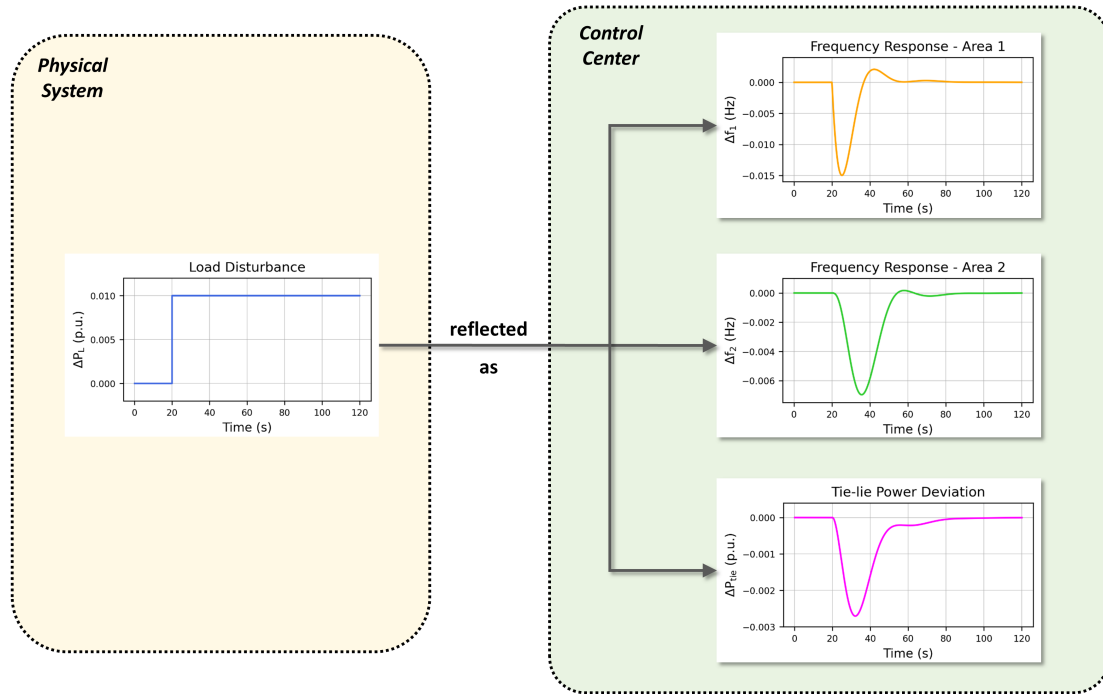 Physical
System
Load Disturbance
ΔP_L (p.u.)
0.010
0.005
0.000
0 20 40 60 80 100 120
Time (s)
reflected
as
Control
Center
Frequency Response - Area 1
Δf₁ (Hz)
0.000
−0.005
−0.010
−0.015
0 20 40 60 80 100 120
Time (s)
Frequency Response - Area 2
Δf₂ (Hz)
0.000
−0.002
−0.004
−0.006
0 20 40 60 80 100 120
Time (s)
Tie-lie Power Deviation
ΔP_tie (p.u.)
0.000
−0.001
−0.002
−0.003
0 20 40 60 80 100 120
Time (s)